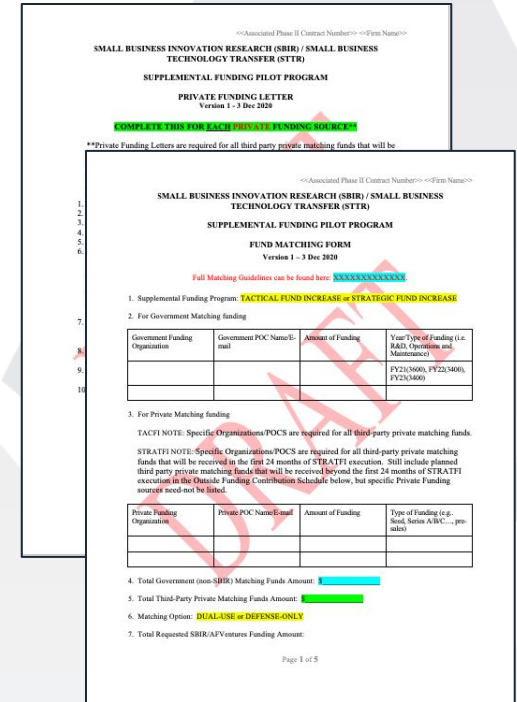 <<Associated Phase II Contract Number>> <<Firm Name>>
SMALL BUSINESS INNOVATION RESEARCH (SBIR) / SMALL BUSINESS
TECHNOLOGY TRANSFER (STTR)
SUPPLEMENTAL FUNDING PILOT PROGRAM
PRIVATE FUNDING LETTER
Version 1 - 3 Dec 2020
COMPLETE THIS FOR EACH PRIVATE FUNDING SOURCE**
**Private Funding Letters are required for all third party private matching funds that will be
1.
2.
3.
4.
5.
6.
7.
8.
9.
10
<<Associated Phase II Contract Number>> <<Firm Name>>
SMALL BUSINESS INNOVATION RESEARCH (SBIR) / SMALL BUSINESS
TECHNOLOGY TRANSFER (STTR)
SUPPLEMENTAL FUNDING PILOT PROGRAM
FUND MATCHING FORM
Version 1 – 3 Dec 2020
Full Matching Guidelines can be found here: XXXXXXXXXXXXX.
1. Supplemental Funding Program: TACTICAL FUND INCREASE or STRATEGIC FUND INCREASE
2. For Government Matching funding
Government Funding Organization
Government POC Name/E-mail
Amount of Funding
Year/Type of Funding (i.e. R&D, Operations and Maintenance)
FY21(3600), FY22(3400), FY23(3400)
3. For Private Matching funding
TACFI NOTE: Specific Organizations/POCS are required for all third-party private matching funds.
STRATFI NOTE: Specific Organizations/POCS are required for all third-party private matching
funds that will be received in the first 24 months of STRATFI execution. Still include planned
third party private matching funds that will be received beyond the first 24 months of STRATFI
execution in the Outside Funding Contribution Schedule below, but specific Private Funding
sources need-not be listed.
Private Funding Organization
Private POC Name/E-mail
Amount of Funding
Type of Funding (e.g.. Seed, Series A/B/C…, pre-sales)
4. Total Government (non-SBIR) Matching Funds Amount: $
5. Total Third-Party Private Matching Funds Amount: $
6. Matching Option: DUAL-USE or DEFENSE-ONLY
7. Total Requested SBIR/AFVentures Funding Amount:
Page 1 of 5
DRAFT